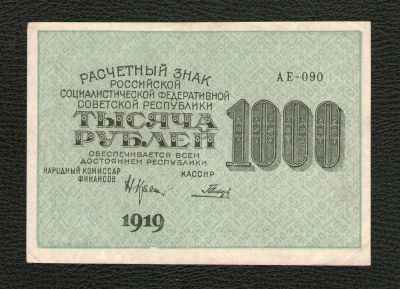 РАСЧЕТНЫЙ ЗНАК
РОССИЙСКОЙ
СОЦИАЛИСТИЧЕСКОЙ ФЕДЕРАТИВНОЙ
СОВЕТСКОЙ РЕСПУБЛИКИ
ТЫСЯЧА
РУБЛЕЙ
ОБЕСПЕЧИВАЕТСЯ ВСЕМ
ДОСТОЯНИЕМ РЕСПУБЛИКИ
НАРОДНЫЙ КОМИССАР
ФИНАНСОВ
КАССИР
1919
АЕ-090
1000